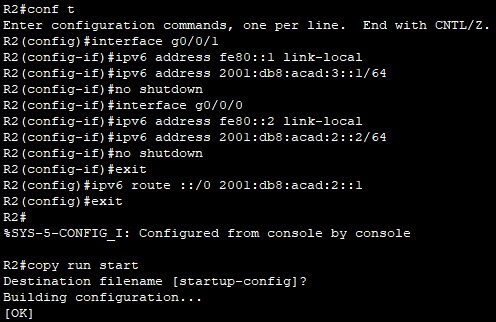 R2#conf t
Enter configuration commands, one per line.  End with CNTL/Z.
R2(config)#interface g0/0/1
R2(config-if)#ipv6 address fe80::1 link-local
R2(config-if)#ipv6 address 2001:db8:acad:3::1/64
R2(config-if)#no shutdown
R2(config-if)#interface g0/0/0
R2(config-if)#ipv6 address fe80::2 link-local
R2(config-if)#ipv6 address 2001:db8:acad:2::2/64
R2(config-if)#no shutdown
R2(config-if)#exit
R2(config)#ipv6 route ::/0 2001:db8:acad:2::1
R2(config)#exit
R2#
%SYS-5-CONFIG_I: Configured from console by console

R2#copy run start
Destination filename [startup-config]?
Building configuration...
[OK]